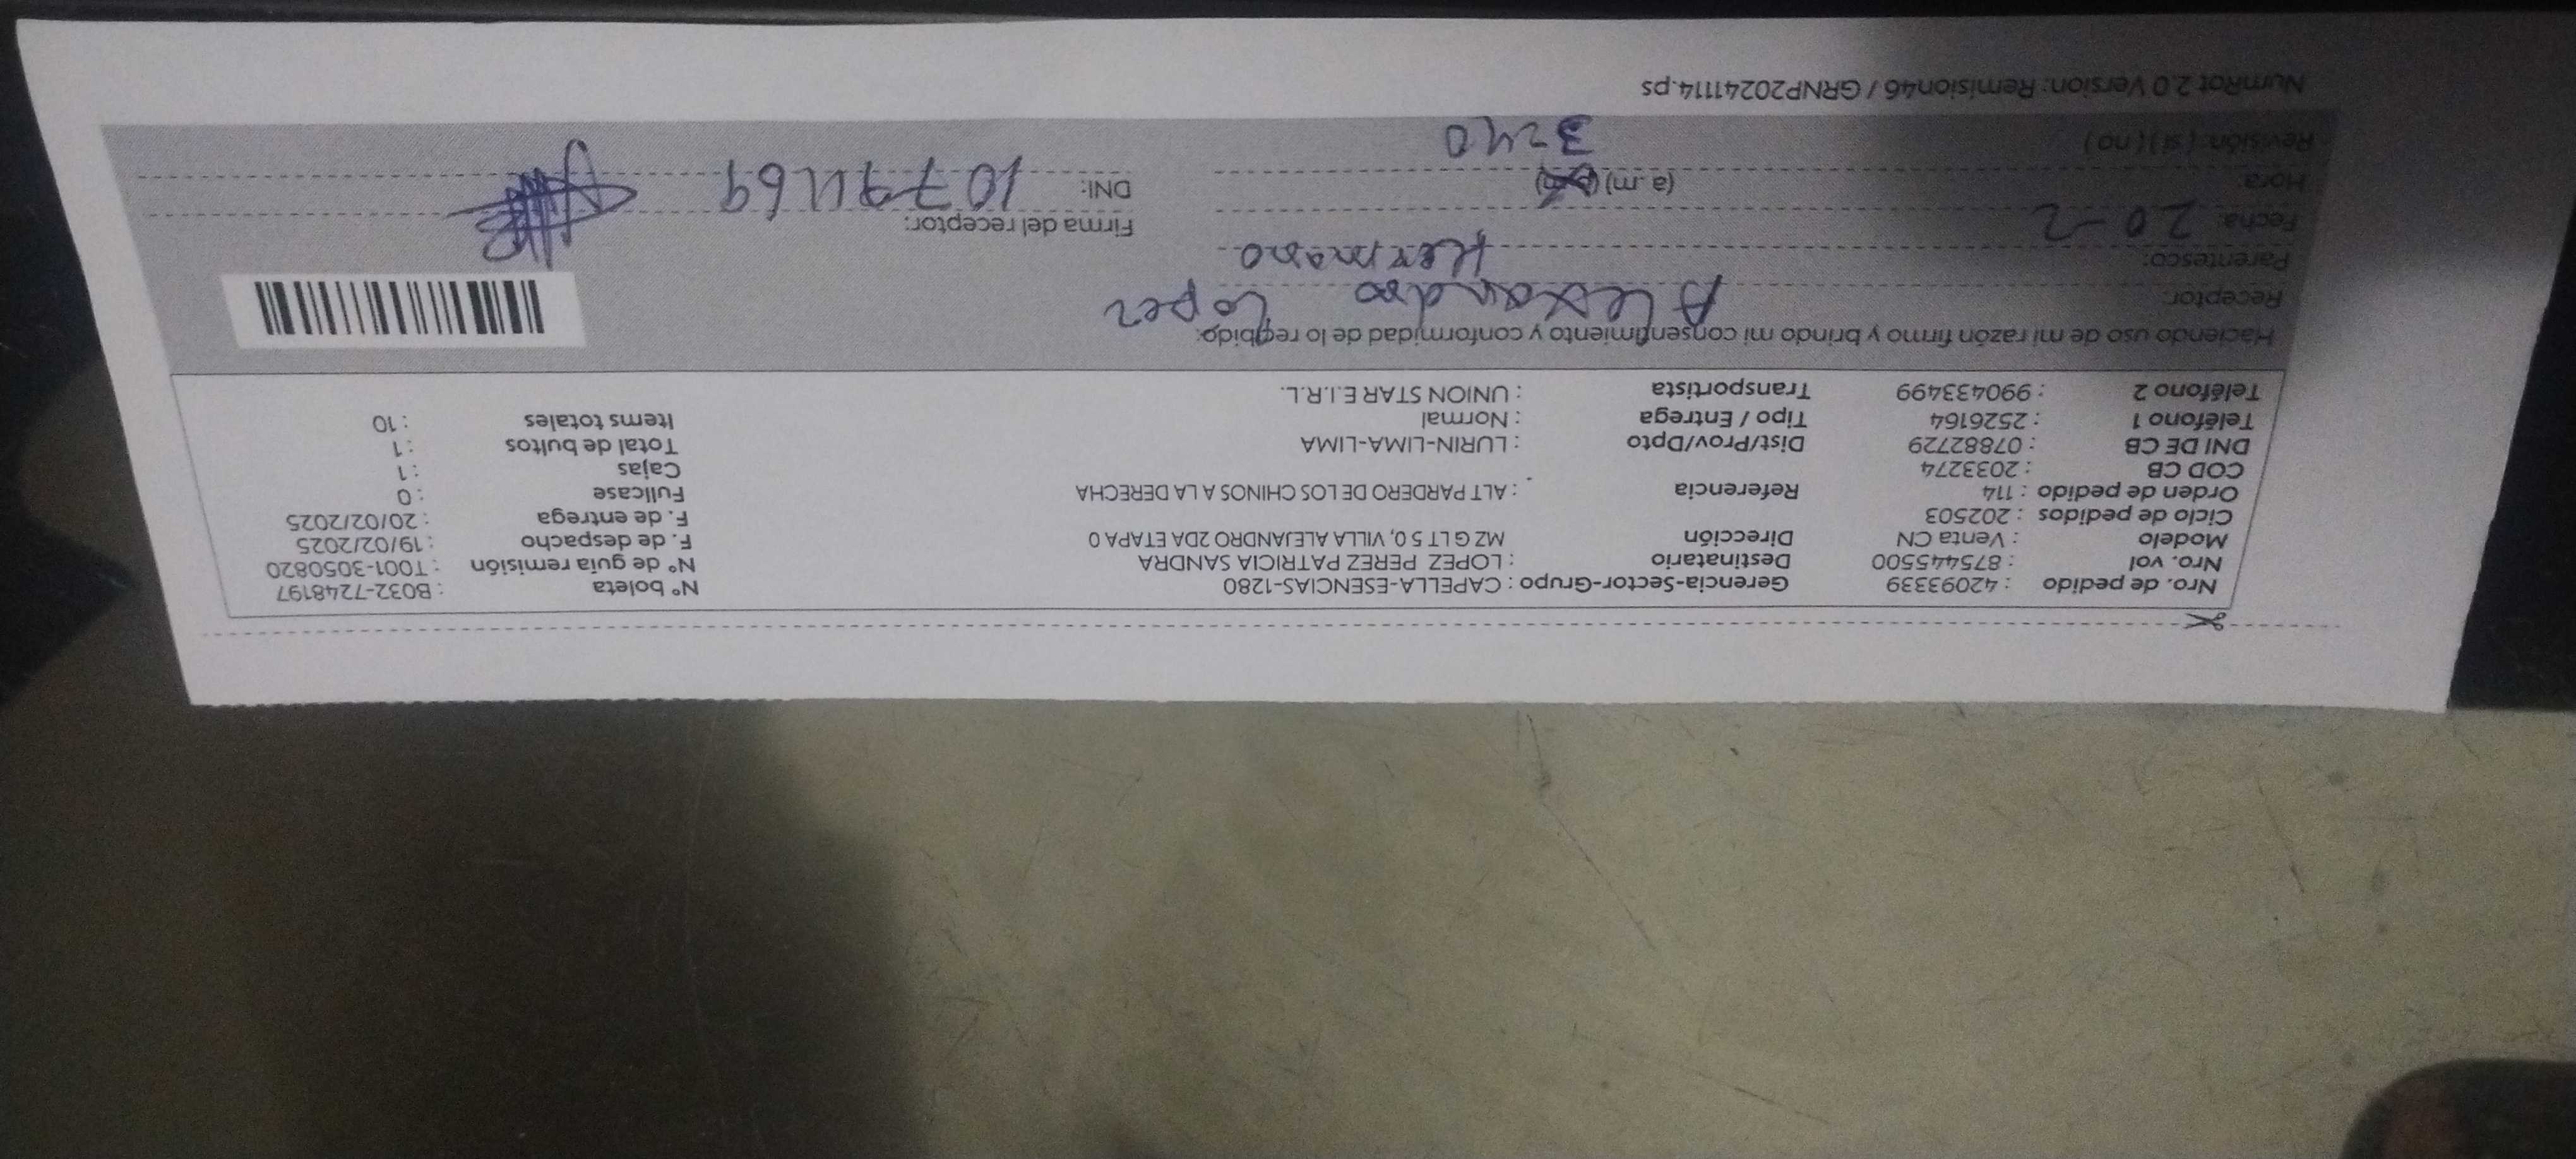 Nro. de pedido : 42093339 Gerencia-Sector-Grupo : CAPELLA-ESENCIAS-1280 N° boleta : B032-7248197
Nro. vol : 875445500 Destinatario : LOPEZ PEREZ PATRICIA SANDRA N° de guia remisión : T001-3050820
Modelo : Venta CN Dirección MZ G LT 5 0, VILLA ALEJANDRO 2DA ETAPA 0 F. de despacho : 19/02/2025
Ciclo de pedidos : 202503 F. de entrega : 20/02/2025
Orden de pedido : 114 Referencia : ALT PARDERO DE LOS CHINOS A LA DERECHA Fullcase : 0
COD CB : 2033274 Cajas : 1
DNI DE CB : 07882729 Dist/Prov/Dpto : LURIN-LIMA-LIMA Total de bultos : 1
Teléfono 1 : 2526164 Tipo / Entrega : Normal Items totales : 10
Teléfono 2 : 990433499 Transportista : UNION STAR E.I.R.L.
Haciendo uso de mi razón firmo y brindo mi consentimiento y conformidad de lo recibido.
Receptor: Alexandro Lopez
Parentesco: Hermano
Fecha: 20-2 Firma del receptor:
Hora: (a.m) (p.m) DNI:
Revisión: (si) (no) 3240
NumRot 2.0 Version: Remision46 / GRNP20241114.ps